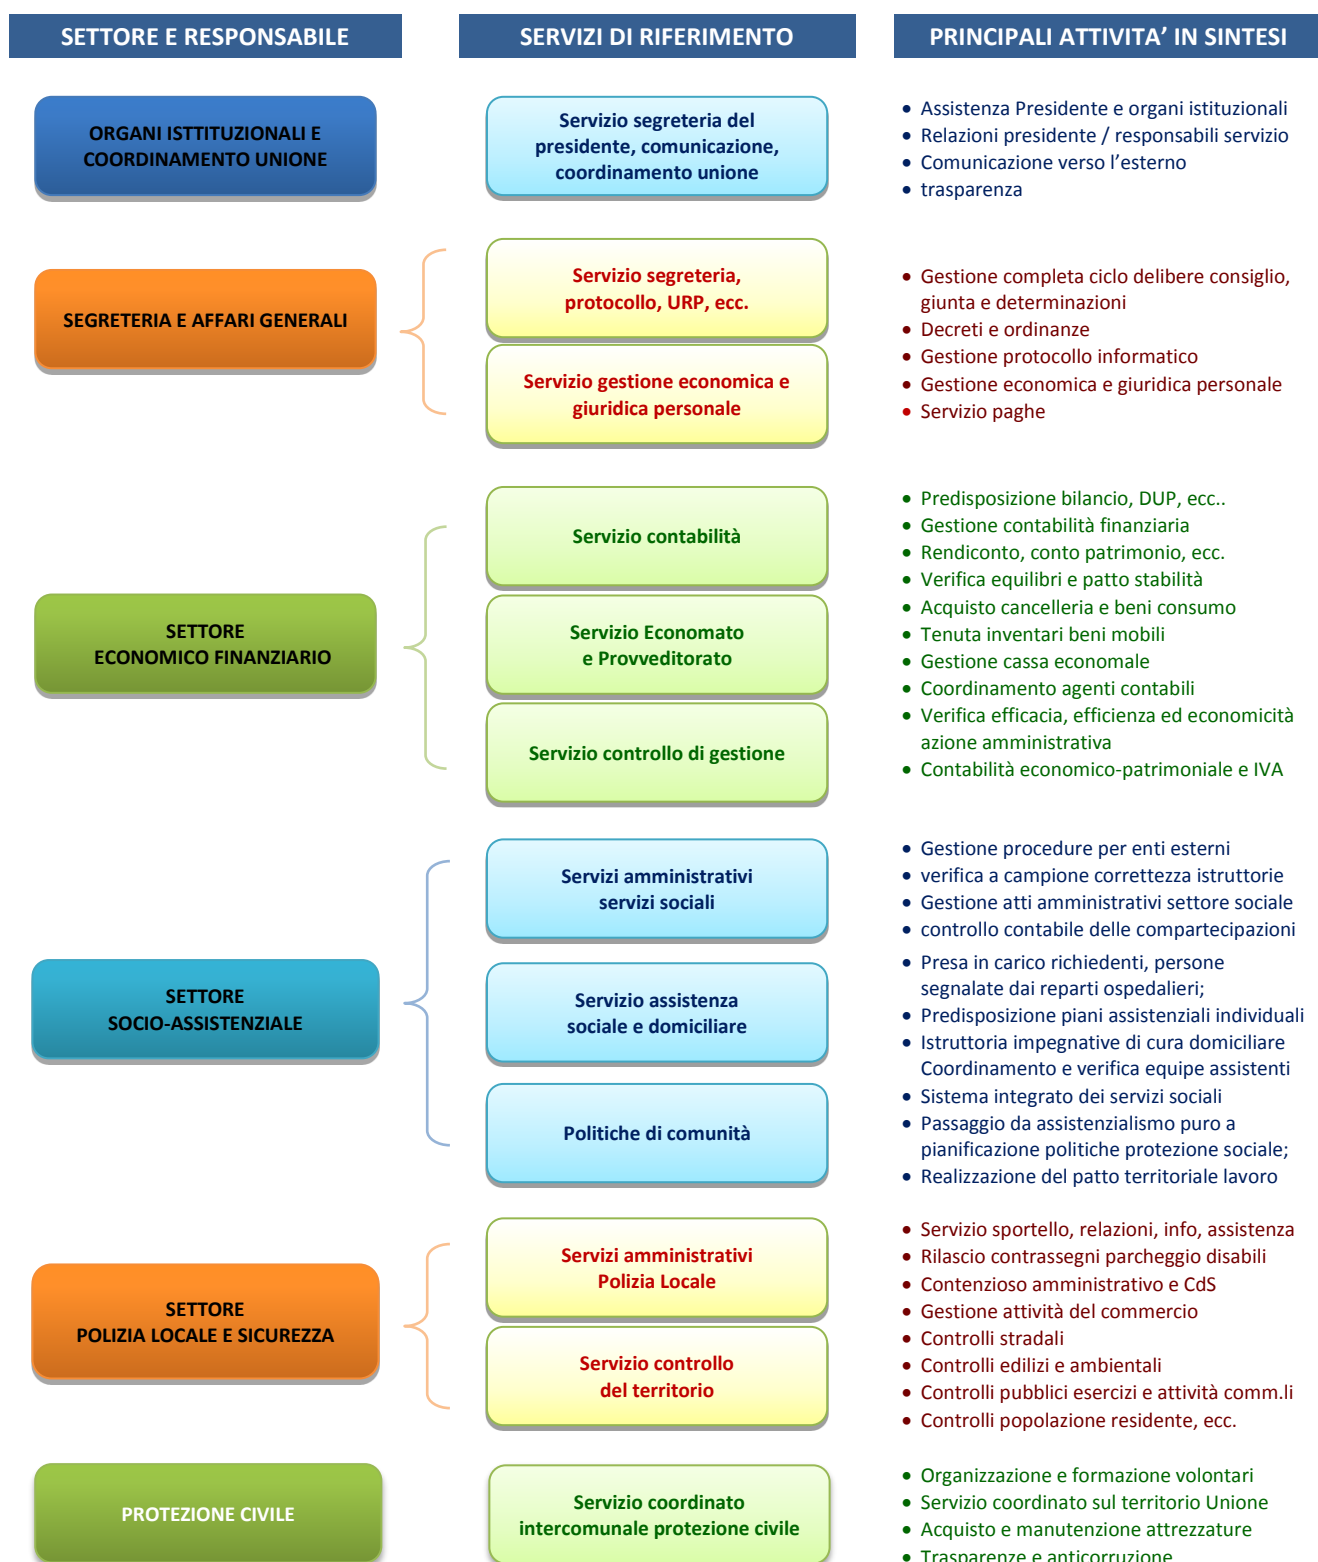 SETTORE E RESPONSABILE
SERVIZI DI RIFERIMENTO
PRINCIPALI ATTIVITA’ IN SINTESI
ORGANI ISTTITUZIONALI E
COORDINAMENTO UNIONE
Servizio segreteria del
presidente, comunicazione,
coordinamento unione
• Assistenza Presidente e organi istituzionali
• Relazioni presidente / responsabili servizio
• Comunicazione verso l’esterno
• trasparenza
SEGRETERIA E AFFARI GENERALI
Servizio segreteria,
protocollo, URP, ecc.
Servizio gestione economica e
giuridica personale
• Gestione completa ciclo delibere consiglio,
giunta e determinazioni
• Decreti e ordinanze
• Gestione protocollo informatico
• Gestione economica e giuridica personale
• Servizio paghe
SETTORE
ECONOMICO FINANZIARIO
Servizio contabilità
Servizio Economato
e Provveditorato
Servizio controllo di gestione
• Predisposizione bilancio, DUP, ecc..
• Gestione contabilità finanziaria
• Rendiconto, conto patrimonio, ecc.
• Verifica equilibri e patto stabilità
• Acquisto cancelleria e beni consumo
• Tenuta inventari beni mobili
• Gestione cassa economale
• Coordinamento agenti contabili
• Verifica efficacia, efficienza ed economicità
azione amministrativa
• Contabilità economico-patrimoniale e IVA
SETTORE
SOCIO-ASSISTENZIALE
Servizi amministrativi
servizi sociali
Servizio assistenza
sociale e domiciliare
Politiche di comunità
• Gestione procedure per enti esterni
• verifica a campione correttezza istruttorie
• Gestione atti amministrativi settore sociale
• controllo contabile delle compartecipazioni
• Presa in carico richiedenti, persone
segnalate dai reparti ospedalieri;
• Predisposizione piani assistenziali individuali
• Istruttoria impegnative di cura domiciliare
Coordinamento e verifica equipe assistenti
• Sistema integrato dei servizi sociali
• Passaggio da assistenzialismo puro a
pianificazione politiche protezione sociale;
• Realizzazione del patto territoriale lavoro
SETTORE
POLIZIA LOCALE E SICUREZZA
Servizi amministrativi
Polizia Locale
Servizio controllo
del territorio
• Servizio sportello, relazioni, info, assistenza
• Rilascio contrassegni parcheggio disabili
• Contenzioso amministrativo e CdS
• Gestione attività del commercio
• Controlli stradali
• Controlli edilizi e ambientali
• Controlli pubblici esercizi e attività comm.li
• Controlli popolazione residente, ecc.
PROTEZIONE CIVILE
Servizio coordinato
intercomunale protezione civile
• Organizzazione e formazione volontari
• Servizio coordinato sul territorio Unione
• Acquisto e manutenzione attrezzature
• Trasparenze e anticorruzione